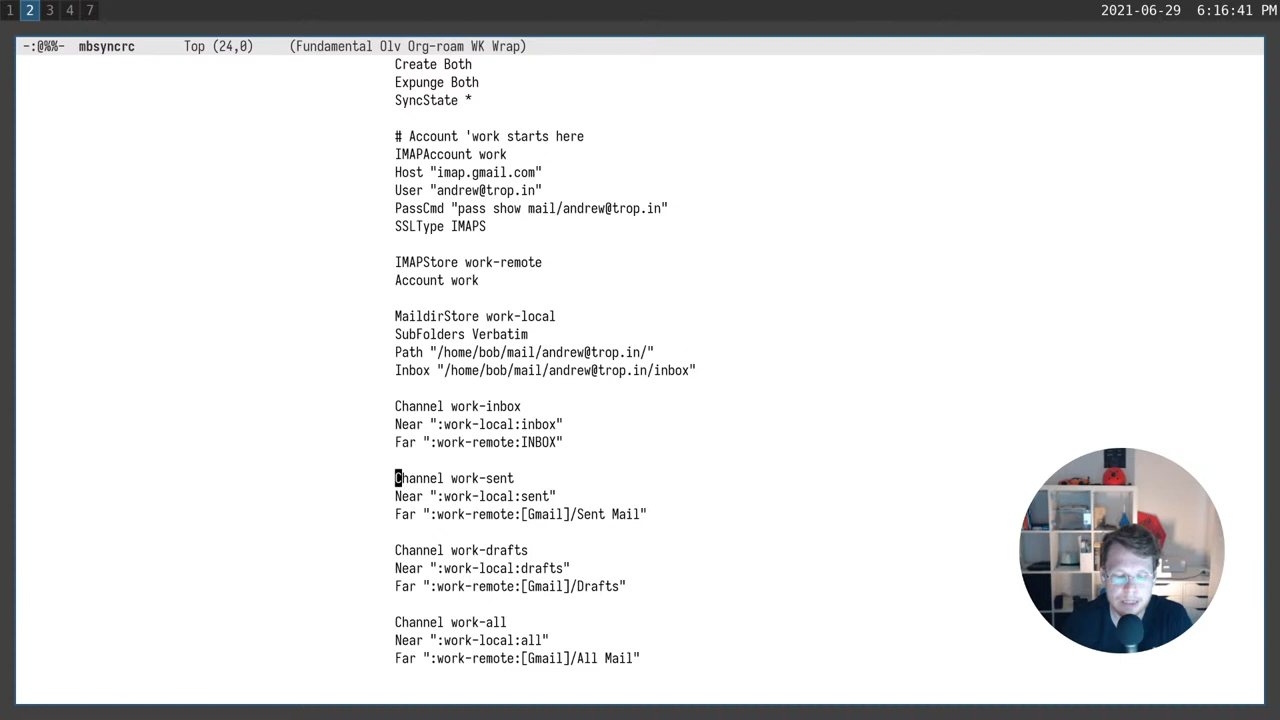 1 2 3 4 7
2021-06-29 6:16:41 PM
-:@%%- mbsyncrc Top (24,0) (Fundamental Olv Org-roam WK Wrap)
Create Both
Expunge Both
SyncState *
# Account 'work starts here
IMAPAccount work
Host "imap.gmail.com"
User "andrew@trop.in"
PassCmd "pass show mail/andrew@trop.in"
SSLType IMAPS
IMAPStore work-remote
Account work
MaildirStore work-local
SubFolders Verbatim
Path "/home/bob/mail/andrew@trop.in/"
Inbox "/home/bob/mail/andrew@trop.in/inbox"
Channel work-inbox
Near ":work-local:inbox"
Far ":work-remote:INBOX"
Channel work-sent
Near ":work-local:sent"
Far ":work-remote:[Gmail]/Sent Mail"
Channel work-drafts
Near ":work-local:drafts"
Far ":work-remote:[Gmail]/Drafts"
Channel work-all
Near ":work-local:all"
Far ":work-remote:[Gmail]/All Mail"